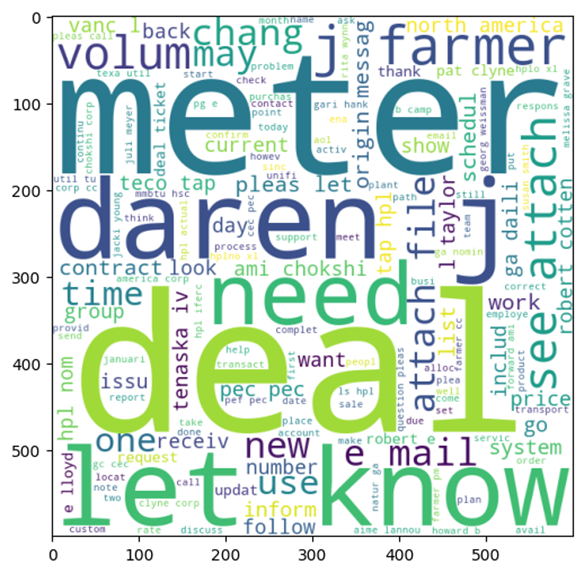 0
100
200
300
400
500
vanc l
back
chang
month
name
ask
north america
pleas call
volum
may
j
farmer
problem
rita wynn
thank
pat clyne
hplo xl
texa util
start
check
meter
continu
chokshi corp
juli meyer
deal ticket
pg e
purchas
contact
point
current
today
confirm
howev
sinc
unifi
gari hank
ena
aol
activ
origin messag
b camp
show
email
schedul
georg weissman
respons
put
melissa grave
attach
susan smith
util tu
corp cc
teco tap
pleas let
plant
path
still
daren j
mmbtu hsc
jacki young
think
hpl actual
day
process
cec pec
support
meet
hplno xl
tap hpl
attach file
l taylor
team
ga nomin
ga daili
see
robert cotten
contract
look
america corp
ami chokshi
busi
correct
time
provid
send
group
tenaska iv
hpl iferc
need
work
employe
list
farmer cc
includ
forward ami
product
januari
report
issu
hpl nom
deal
complet
help
transact
first
want
peopl
alloc
plea
well
come
set
price
transport
pec pec
pef pec
date
ls hpl
sale
due
question pleas
go
take
done
place
account
one
receiv
new
make
robert e
e mail
servic
system
order
let know
e lloyd
gc cec
request
locat
note
two
call
clyne corp
updat
number
use
inform
follow
natur ga
farmer pm
plan
custom
rate
discuss
aime lannou
howard b
avail
0
100
200
300
400
500